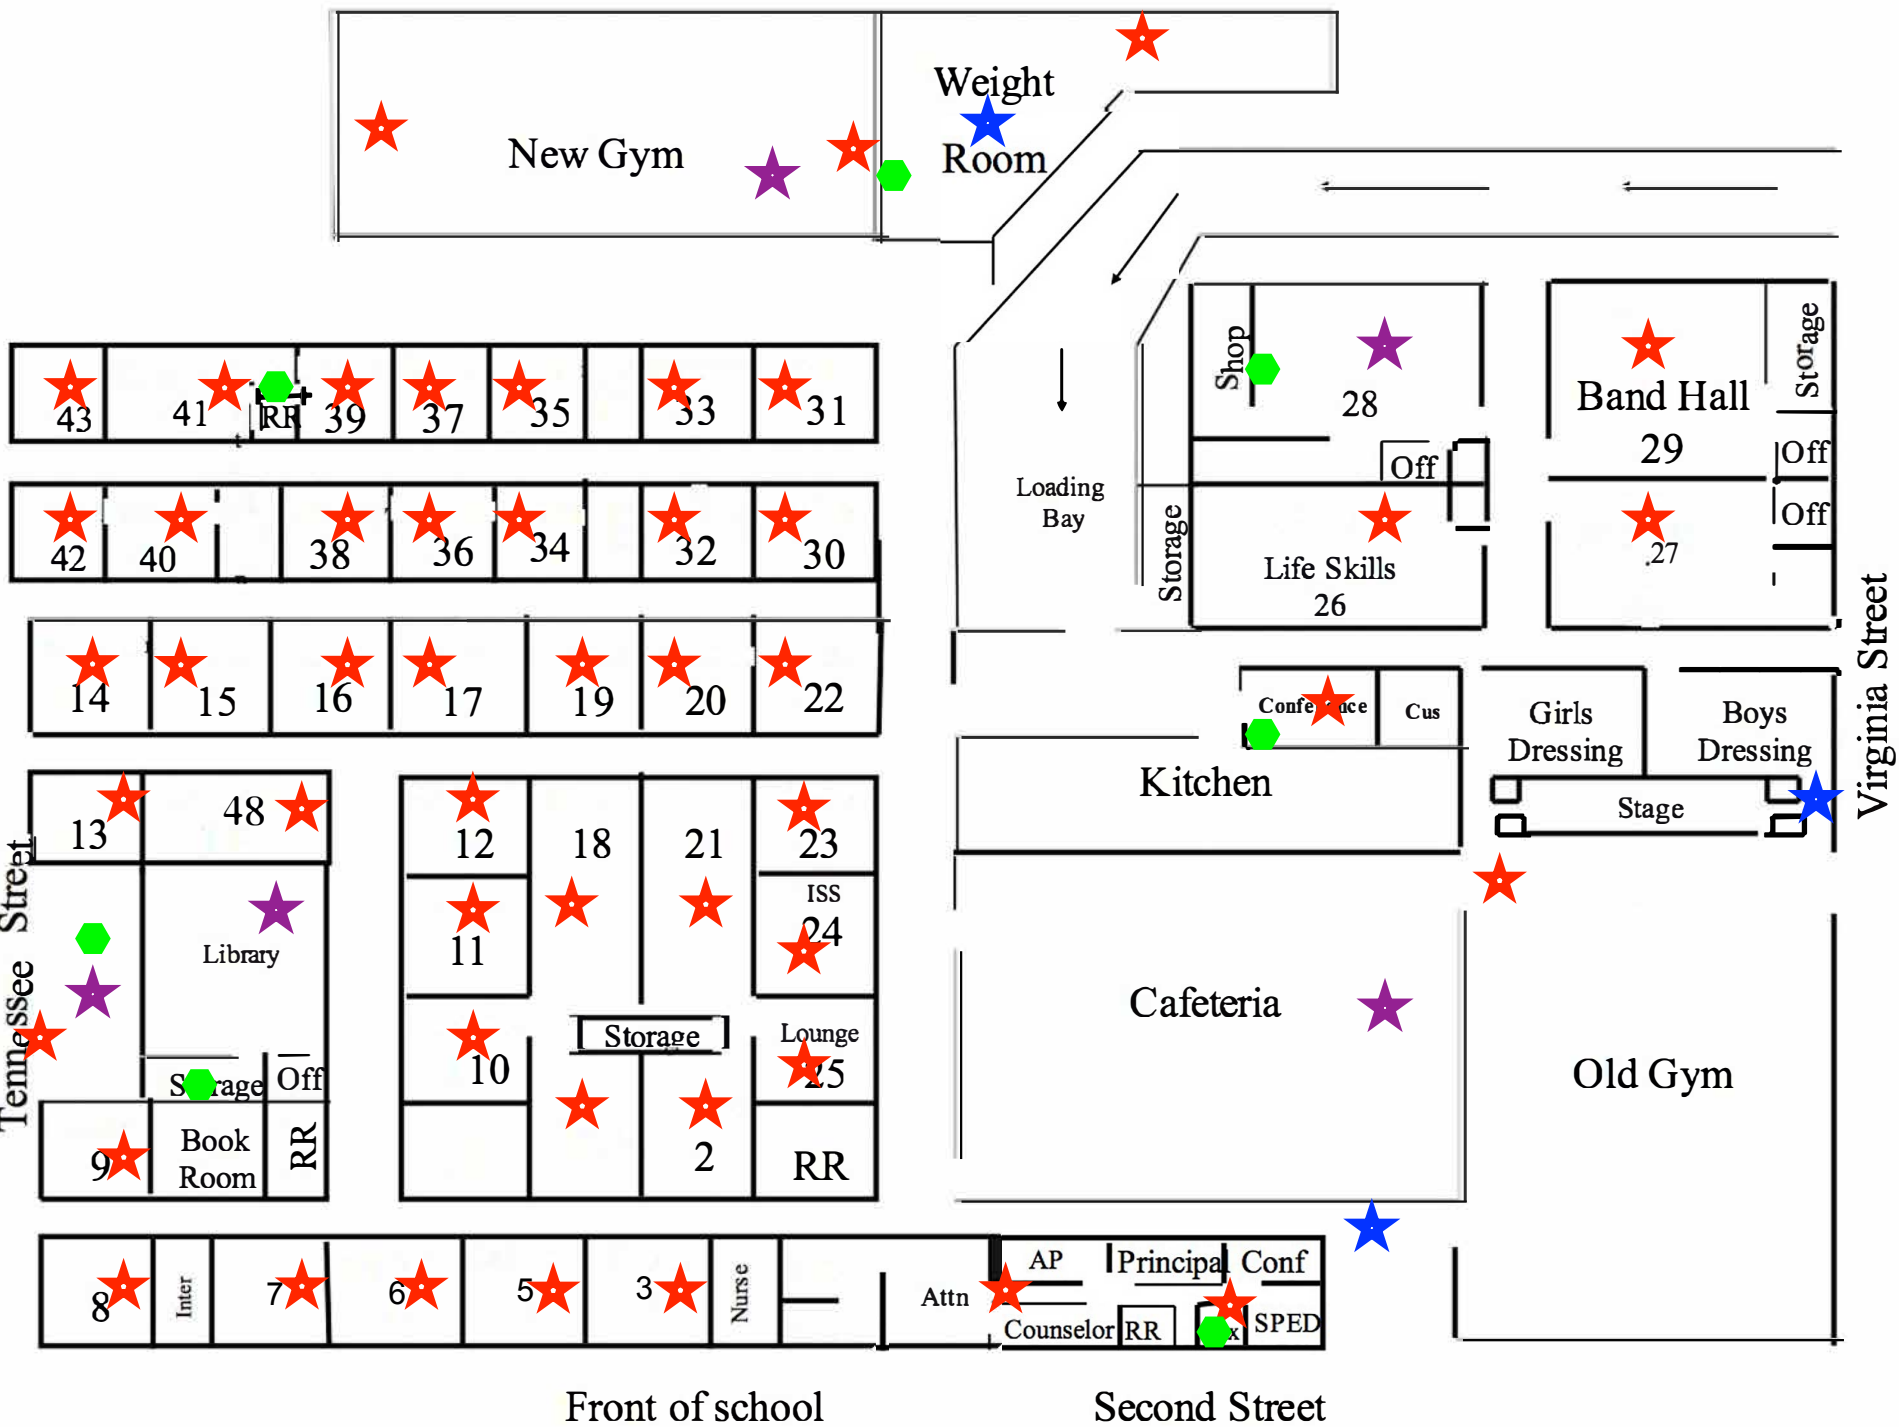 Weight
Room
New Gym
43
41
RR
39
37
35
33
31
Shop
28
Off
Band Hall
29
Storage
Off
42
40
38
36
34
32
30
Loading
Bay
Storage
Life Skills
26
27
Off
14
15
16
17
19
20
22
Cus
Girls
Dressing
Boys
Dressing
Virginia Street
Kitchen
Stage
13
48
12
18
21
23
ISS
24
11
Library
Tennessee Street
10
Storage
Lounge
25
Cafeteria
Old Gym
Off
9
Book
Room
RR
2
RR
8
Inter
7
6
5
3
Nurse
Attn
AP
Principal
Conf
Counselor
RR
SPED
Front of school
Second Street